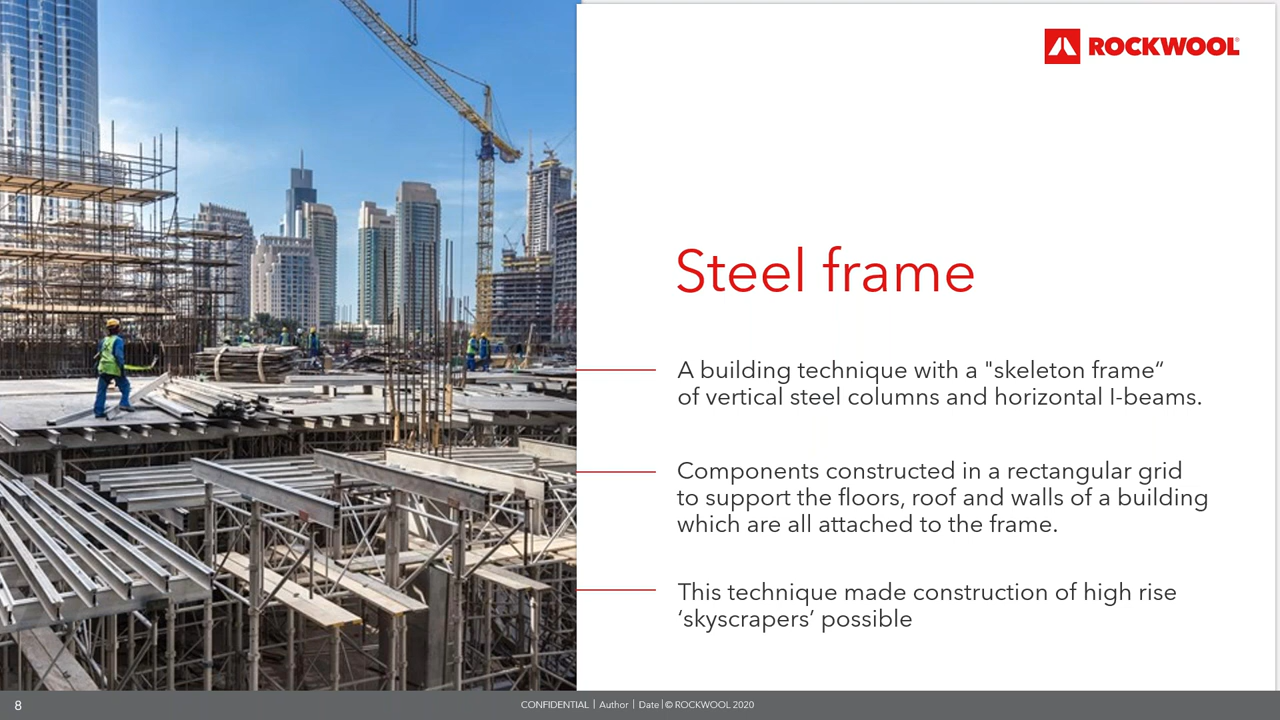 ROCKWOOL®
Steel frame
A building technique with a "skeleton frame“
of vertical steel columns and horizontal I-beams.
Components constructed in a rectangular grid
to support the floors, roof and walls of a building
which are all attached to the frame.
This technique made construction of high rise
‘skyscrapers’ possible
8
CONFIDENTIAL | Author | Date | © ROCKWOOL 2020